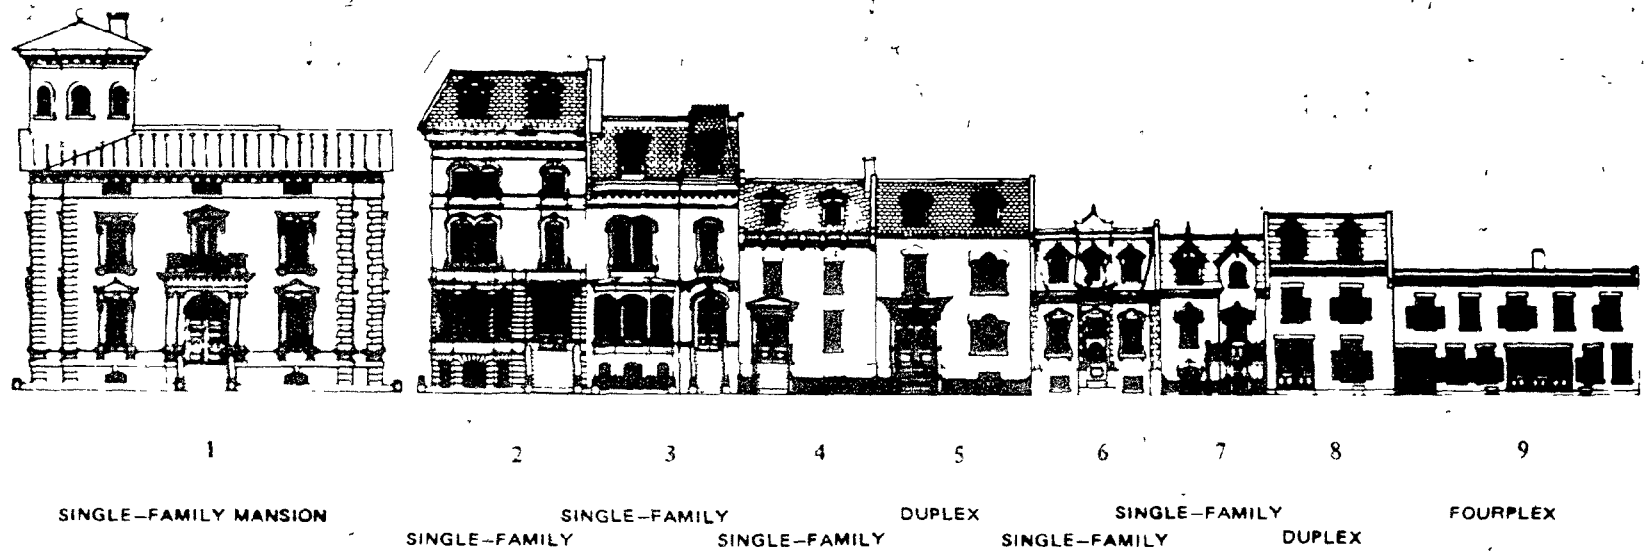 1 2 3 4 5 6 7 8 9
SINGLE–FAMILY MANSION SINGLE–FAMILY DUPLEX SINGLE–FAMILY FOURPLEX
SINGLE–FAMILY SINGLE–FAMILY SINGLE–FAMILY DUPLEX